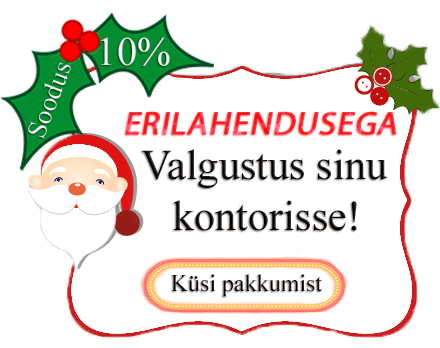 Soodus 10%
ERILAHENDUSEGA
Valgustus sinu
kontorisse!
Küsi pakkumist